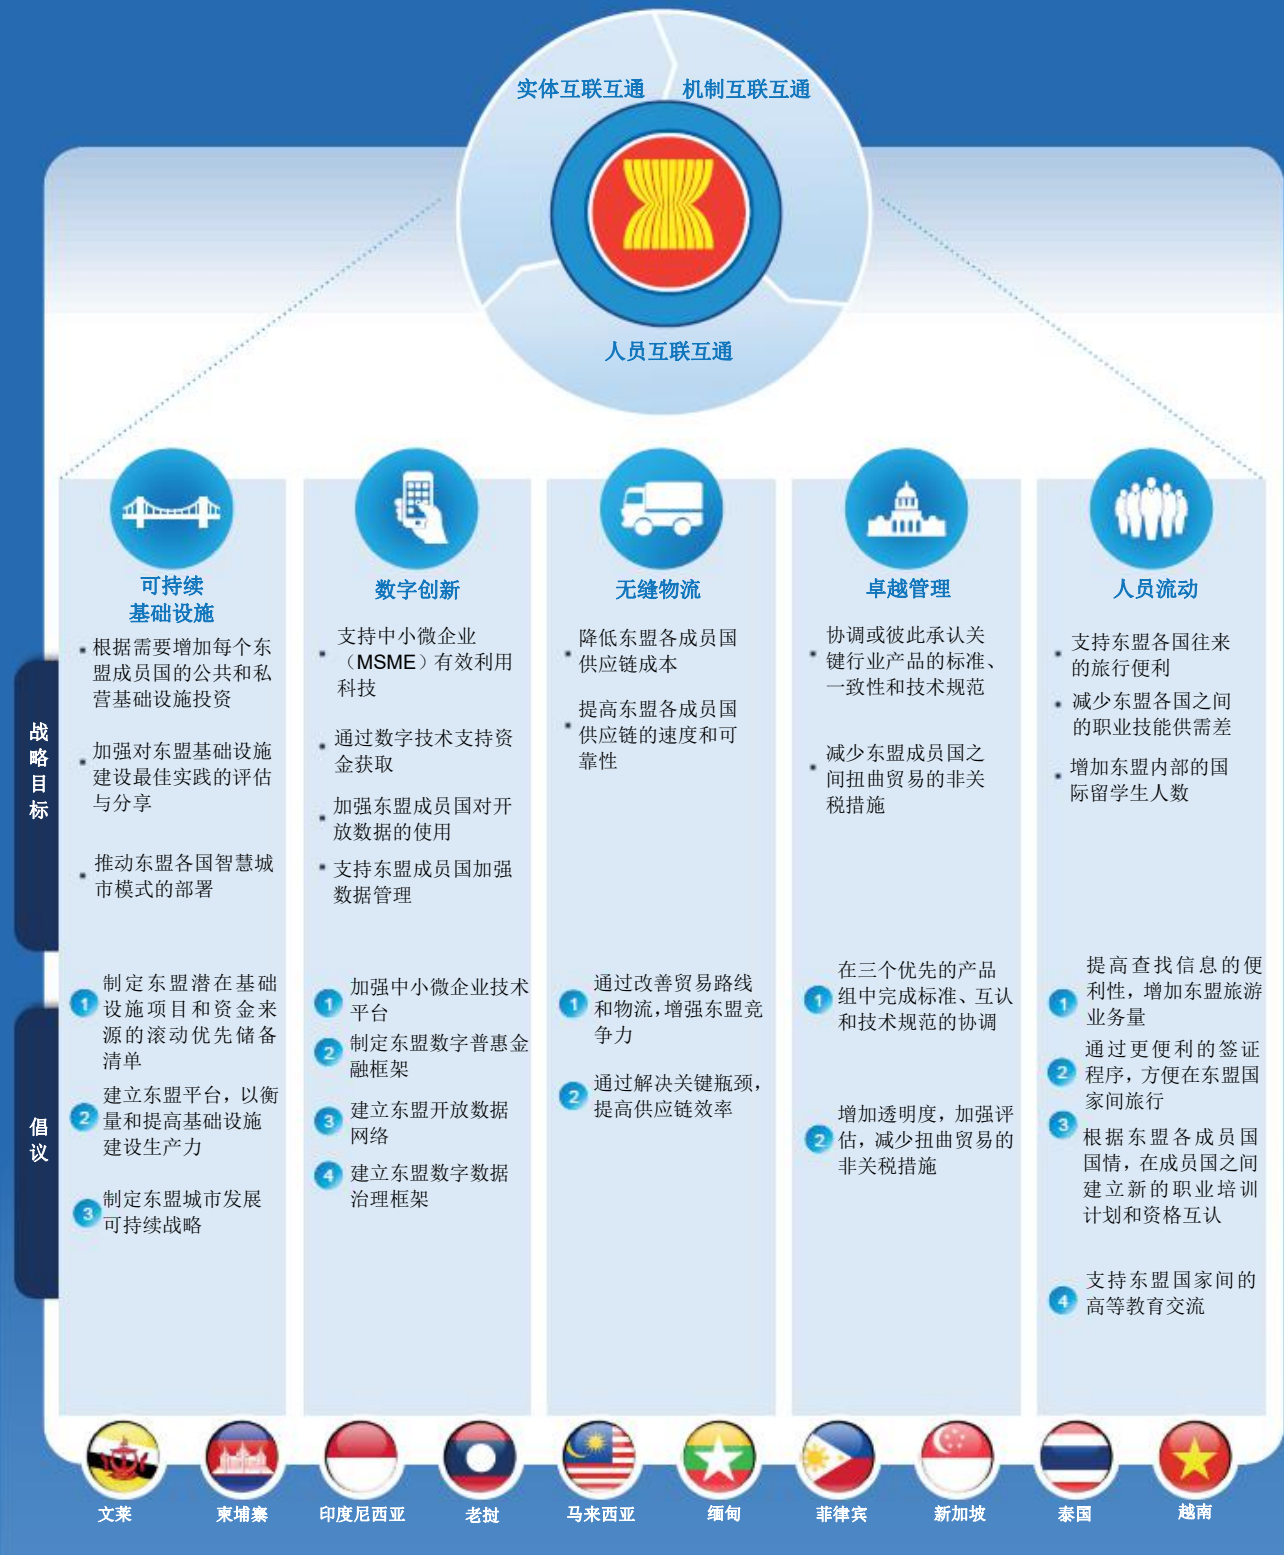 实体互联互通
机制互联互通
人员互联互通
可持续
基础设施
数字创新
无缝物流
卓越管理
人员流动
战略目标
根据需要增加每个东
盟成员国的公共和私
营基础设施投资
加强对东盟基础设施
建设最佳实践的评估
与分享
推动东盟各国智慧城
市模式的部署
支持中小微企业
（MSME）有效利用
科技
通过数字技术支持资
金获取
加强东盟成员国对开
放数据的使用
支持东盟成员国加强
数据管理
降低东盟各成员国
供应链成本
提高东盟各成员国
供应链的速度和可
靠性
协调或彼此承认关
键行业产品的标准、
一致性和技术规范
减少东盟成员国之
间扭曲贸易的非关
税措施
支持东盟各国往来
的旅行便利
减少东盟各国之间
的职业技能供需差
增加东盟内部的国
际留学生人数
倡议
1 制定东盟潜在基础
设施项目和资金来
源的滚动优先储备
清单
2 建立东盟平台，以衡
量和提高基础设施
建设生产力
3 制定东盟城市发展
可持续战略
1 加强中小微企业技术
平台
2 制定东盟数字普惠金
融框架
3 建立东盟开放数据
网络
4 建立东盟数字数据
治理框架
1 通过改善贸易路线
和物流，增强东盟竞
争力
2 通过解决关键瓶颈，
提高供应链效率
1 在三个优先的产品
组中完成标准、互认
和技术规范的协调
2 增加透明度，加强评
估，减少扭曲贸易的
非关税措施
1 提高查找信息的便
利性，增加东盟旅游
业务量
2 通过更便利的签证
程序，方便在东盟国
家间旅行
3 根据东盟各成员国
国情，在成员国之间
建立新的职业培训
计划和资格互认
4 支持东盟国家间的
高等教育交流
文莱
柬埔寨
印度尼西亚
老挝
马来西亚
缅甸
菲律宾
新加坡
泰国
越南